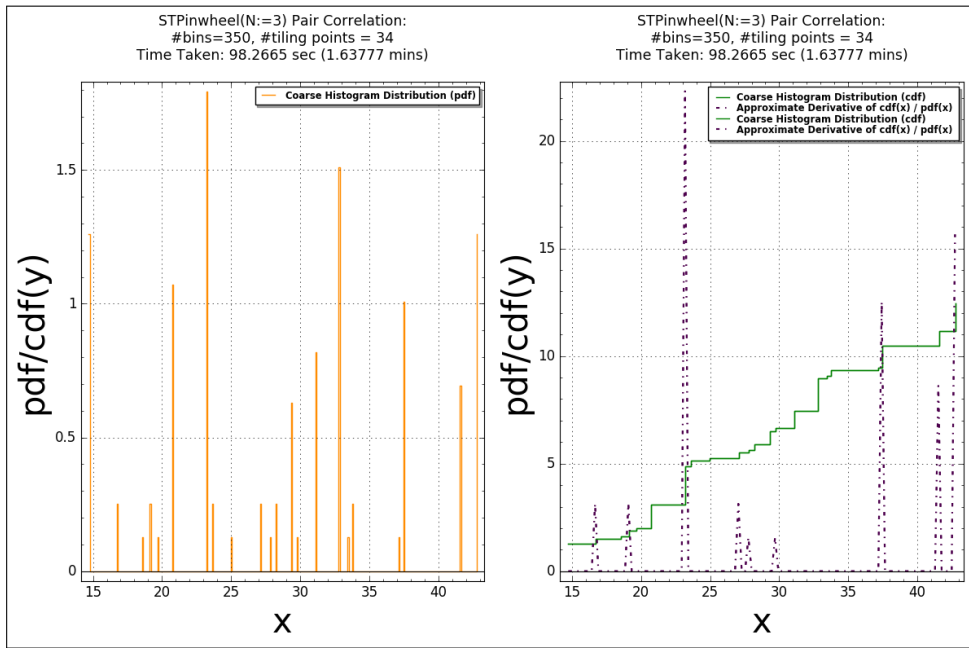 STPinwheel(N:=3) Pair Correlation:
#bins=350, #tiling points = 34
Time Taken: 98.2665 sec (1.63777 mins)
Coarse Histogram Distribution (pdf)
pdf/cdf(y)
1.5
1
0.5
0
15 20 25 30 35 40
x
STPinwheel(N:=3) Pair Correlation:
#bins=350, #tiling points = 34
Time Taken: 98.2665 sec (1.63777 mins)
Coarse Histogram Distribution (cdf)
Approximate Derivative of cdf(x) / pdf(x)
Coarse Histogram Distribution (cdf)
Approximate Derivative of cdf(x) / pdf(x)
pdf/cdf(y)
20
15
10
5
0
15 20 25 30 35 40
x